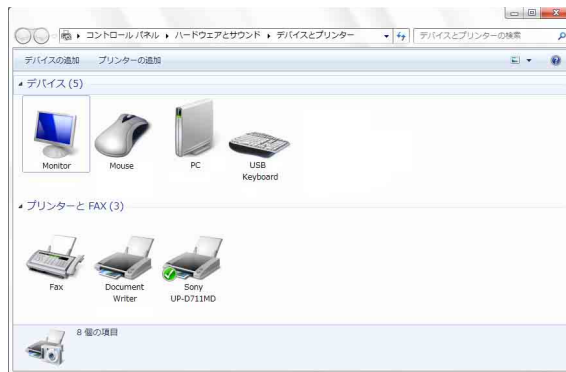 コントロール パネル ▸ ハードウェアとサウンド ▸ デバイスとプリンター
デバイスとプリンターの検索
デバイスの追加 プリンターの追加
デバイス (5)
Monitor
Mouse
PC
USB
Keyboard
プリンターと FAX (3)
Fax
Document
Writer
Sony
UP-D711MD
8 個の項目